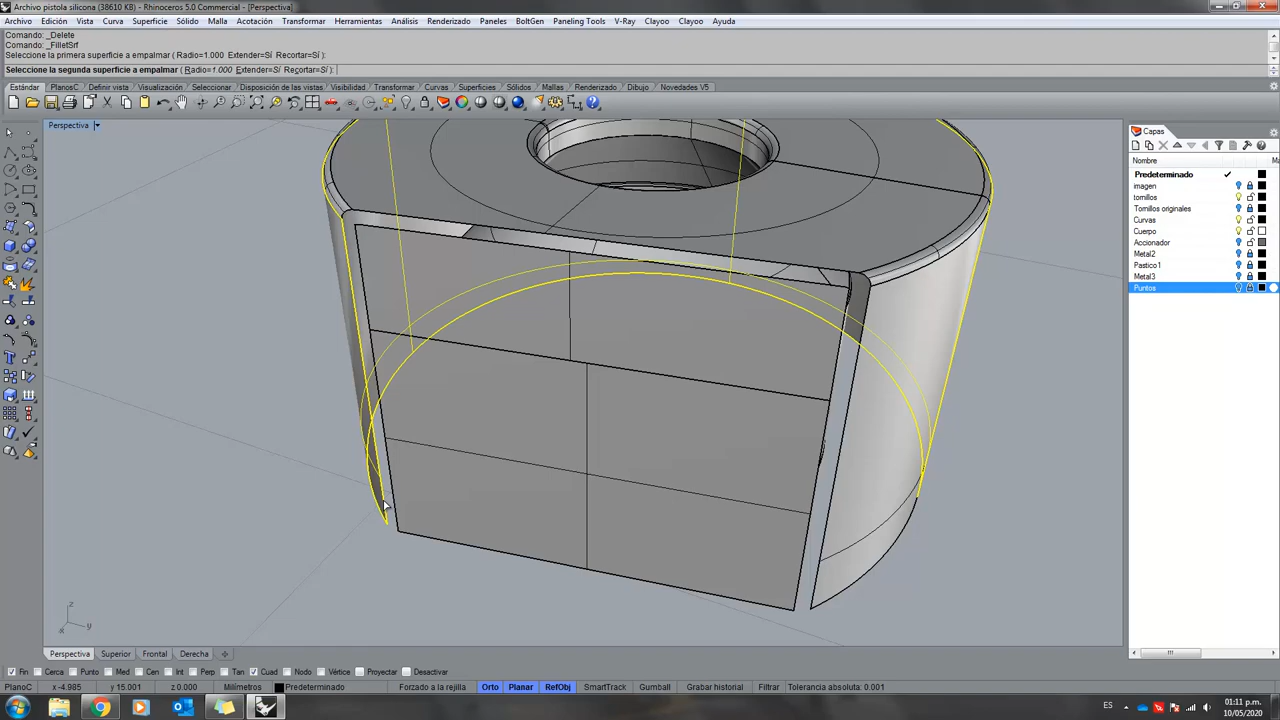 Archivo pistola silicona (38610 KB) - Rhinoceros 5.0 Commercial - [Perspectiva]
Archivo Edición Vista Curva Superficie Sólido Malla Acotación Transformar Herramientas Análisis Renderizado Paneles BoltGen Paneling Tools V-Ray Clayoo Clayoo Ayuda
Comando: _Delete
Comando: _FilletSrf
Seleccione la primera superficie a empalmar ( Radio=1.000 Extender=Sí Recortar=Sí ):
Seleccione la segunda superficie a empalmar ( Radio=1.000 Extender=Sí Recortar=Sí ):
Estándar PlanosC Definir vista Visualización Seleccionar Disposición de las vistas Visibilidad Transformar Curvas Superficies Sólidos Mallas Renderizado Dibujo Novedades V5
Perspectiva
Capas
Nombre M
Predeterminado
imagen
tornillos
Tornillos originales
Curvas
Cuerpo
Accionador
Metal2
Pastico1
Metal3
Puntos
z
y
x
Perspectiva Superior Frontal Derecha
Fin Cerca Punto Med Cen Int Perp Tan Cuad Nodo Vértice Proyectar Desactivar
PlanoC x -4.985 y 15.001 z 0.000 Milímetros Predeterminado Forzado a la rejilla Orto Planar RefObj SmartTrack Gumball Grabar historial Filtrar Tolerancia absoluta: 0.001
ES 01:11 p.m.
10/05/2020